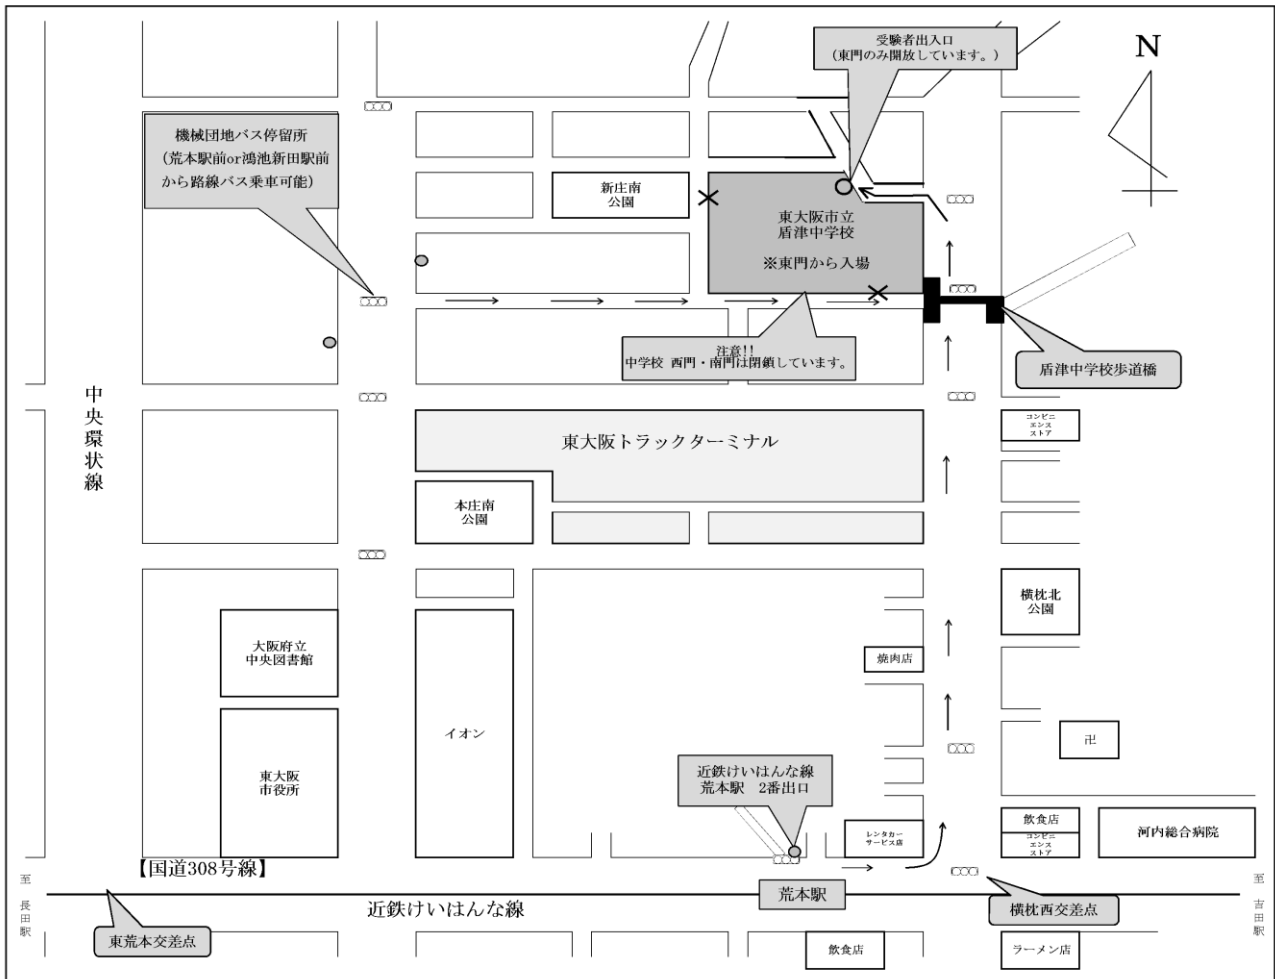 受験者出入口
(東門のみ開放しています。)
N
機械団地バス停留所
(荒本駅前or鴻池新田駅前
から路線バス乗車可能)
新庄南
公園
東大阪市立
盾津中学校
※東門から入場
注意!!
中学校 西門・南門は閉鎖しています。
盾津中学校歩道橋
中央環状線
コンビニ
エンス
ストア
東大阪トラックターミナル
本庄南
公園
横枕北
公園
大阪府立
中央図書館
焼肉店
イオン
卍
東大阪
市役所
近鉄けいはんな線
荒本駅 2番出口
レンタカー
サービス店
飲食店
コンビニ
エンス
ストア
河内総合病院
【国道308号線】
至 長田駅
荒本駅
至 吉田駅
近鉄けいはんな線
横枕西交差点
東荒本交差点
飲食店
ラーメン店